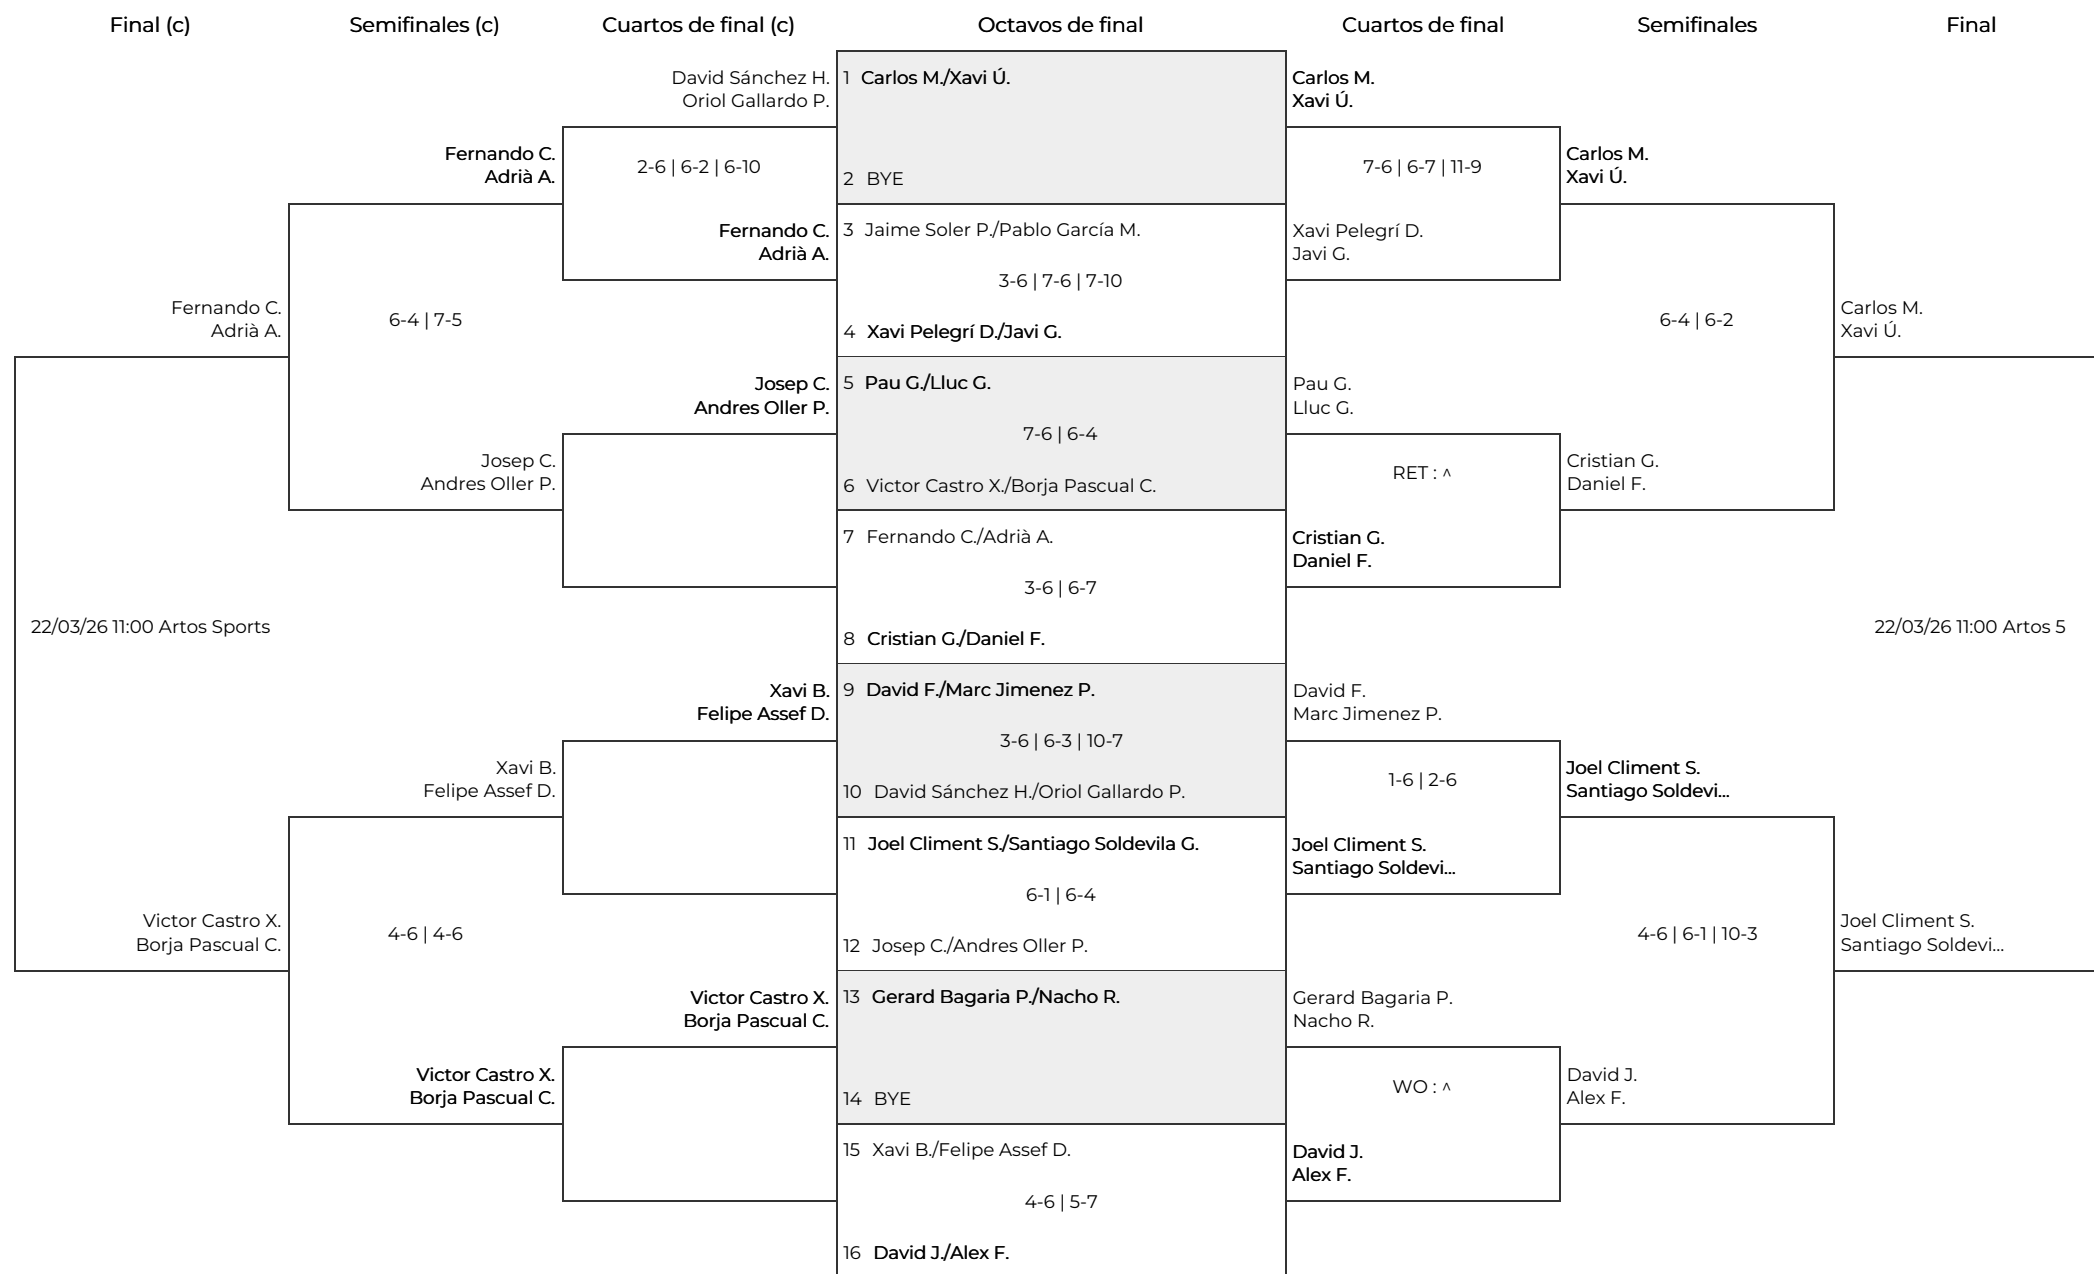 Final (c)
Semifinales (c)
Cuartos de final (c)
Octavos de final
Cuartos de final
Semifinales
Final
Fernando C.
Adrià A.
22/03/26 11:00 Artos Sports
Victor Castro X.
Borja Pascual C.
Fernando C.
Adrià A.
6-4 | 7-5
Josep C.
Andres Oller P.
Xavi B.
Felipe Assef D.
4-6 | 4-6
Victor Castro X.
Borja Pascual C.
David Sánchez H.
Oriol Gallardo P.
2-6 | 6-2 | 6-10
Fernando C.
Adrià A.
Josep C.
Andres Oller P.
Xavi B.
Felipe Assef D.
Victor Castro X.
Borja Pascual C.
1 Carlos M./Xavi Ú.
2 BYE
3 Jaime Soler P./Pablo García M.
3-6 | 7-6 | 7-10
4 Xavi Pelegrí D./Javi G.
5 Pau G./Lluc G.
7-6 | 6-4
6 Victor Castro X./Borja Pascual C.
7 Fernando C./Adrià A.
3-6 | 6-7
8 Cristian G./Daniel F.
9 David F./Marc Jimenez P.
3-6 | 6-3 | 10-7
10 David Sánchez H./Oriol Gallardo P.
11 Joel Climent S./Santiago Soldevila G.
6-1 | 6-4
12 Josep C./Andres Oller P.
13 Gerard Bagaria P./Nacho R.
14 BYE
15 Xavi B./Felipe Assef D.
4-6 | 5-7
16 David J./Alex F.
Carlos M.
Xavi Ú.
7-6 | 6-7 | 11-9
Xavi Pelegrí D.
Javi G.
Pau G.
Lluc G.
RET : ^
Cristian G.
Daniel F.
David F.
Marc Jimenez P.
1-6 | 2-6
Joel Climent S.
Santiago Soldevi...
Gerard Bagaria P.
Nacho R.
WO : ^
David J.
Alex F.
Carlos M.
Xavi Ú.
6-4 | 6-2
Cristian G.
Daniel F.
Joel Climent S.
Santiago Soldevi...
4-6 | 6-1 | 10-3
David J.
Alex F.
Carlos M.
Xavi Ú.
22/03/26 11:00 Artos 5
Joel Climent S.
Santiago Soldevi...